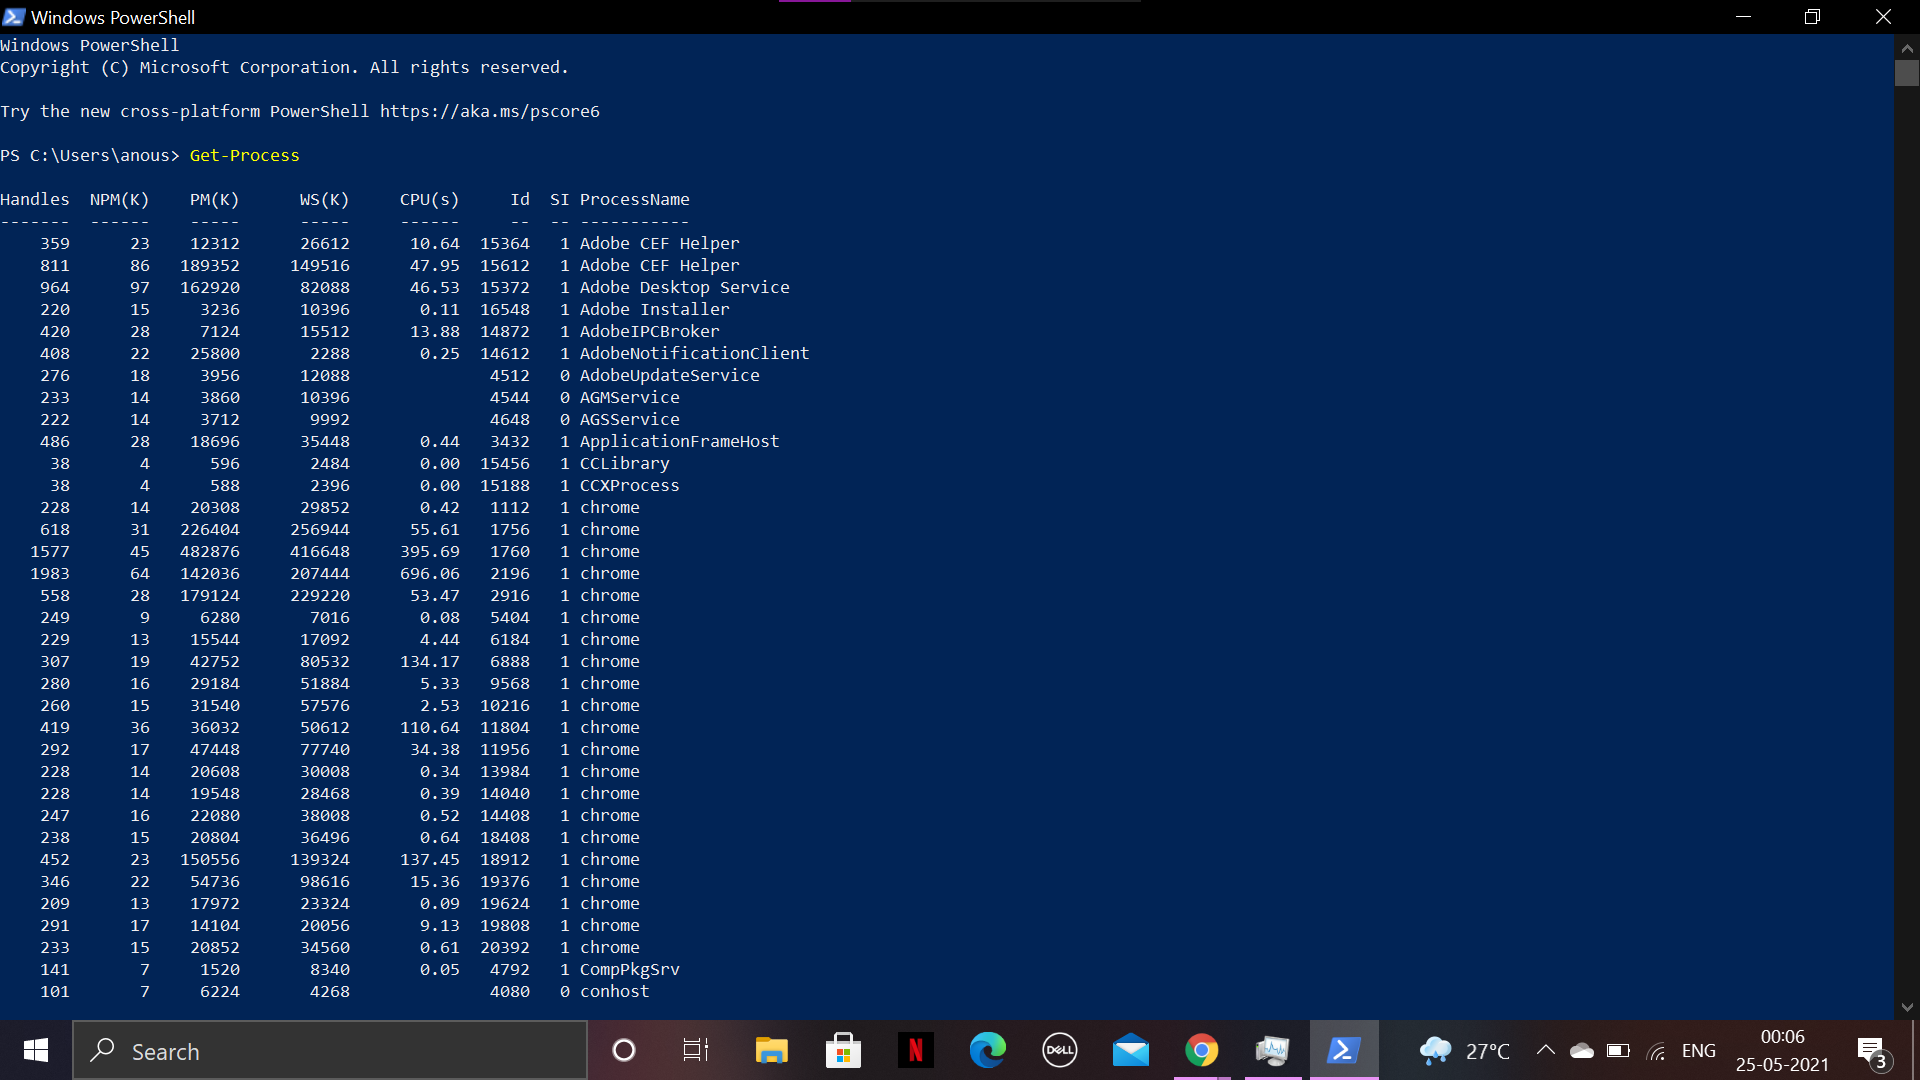 Windows PowerShell
Windows PowerShell
Copyright (C) Microsoft Corporation. All rights reserved.
Try the new cross-platform PowerShell https://aka.ms/pscore6
PS C:\Users\anous> Get-Process
Handles  NPM(K)    PM(K)      WS(K)     CPU(s)     Id  SI ProcessName
-------  ------    -----      -----     ------     --  -- -----------
    359      23    12312      26612      10.64  15364   1 Adobe CEF Helper
    811      86   189352     149516      47.95  15612   1 Adobe CEF Helper
    964      97   162920      82088      46.53  15372   1 Adobe Desktop Service
    220      15     3236      10396       0.11  16548   1 Adobe Installer
    420      28     7124      15512      13.88  14872   1 AdobeIPCBroker
    408      22    25800       2288       0.25  14612   1 AdobeNotificationClient
    276      18     3956      12088              4512   0 AdobeUpdateService
    233      14     3860      10396              4544   0 AGMService
    222      14     3712       9992              4648   0 AGSService
    486      28    18696      35448       0.44   3432   1 ApplicationFrameHost
     38       4      596       2484       0.00  15456   1 CCLibrary
     38       4      588       2396       0.00  15188   1 CCXProcess
    228      14    20308      29852       0.42   1112   1 chrome
    618      31   226404     256944      55.61   1756   1 chrome
   1577      45   482876     416648     395.69   1760   1 chrome
   1983      64   142036     207444     696.06   2196   1 chrome
    558      28   179124     229220      53.47   2916   1 chrome
    249       9     6280       7016       0.08   5404   1 chrome
    229      13    15544      17092       4.44   6184   1 chrome
    307      19    42752      80532     134.17   6888   1 chrome
    280      16    29184      51884       5.33   9568   1 chrome
    260      15    31540      57576       2.53  10216   1 chrome
    419      36    36032      50612     110.64  11804   1 chrome
    292      17    47448      77740      34.38  11956   1 chrome
    228      14    20608      30008       0.34  13984   1 chrome
    228      14    19548      28468       0.39  14040   1 chrome
    247      16    22080      38008       0.52  14408   1 chrome
    238      15    20804      36496       0.64  18408   1 chrome
    452      23   150556     139324     137.45  18912   1 chrome
    346      22    54736      98616      15.36  19376   1 chrome
    209      13    17972      23324       0.09  19624   1 chrome
    291      17    14104      20056       9.13  19808   1 chrome
    233      15    20852      34560       0.61  20392   1 chrome
    141       7     1520       8340       0.05   4792   1 CompPkgSrv
    101       7     6224       4268              4080   0 conhost
Search
N
DELL
27°C
ENG
00:06
25-05-2021
3